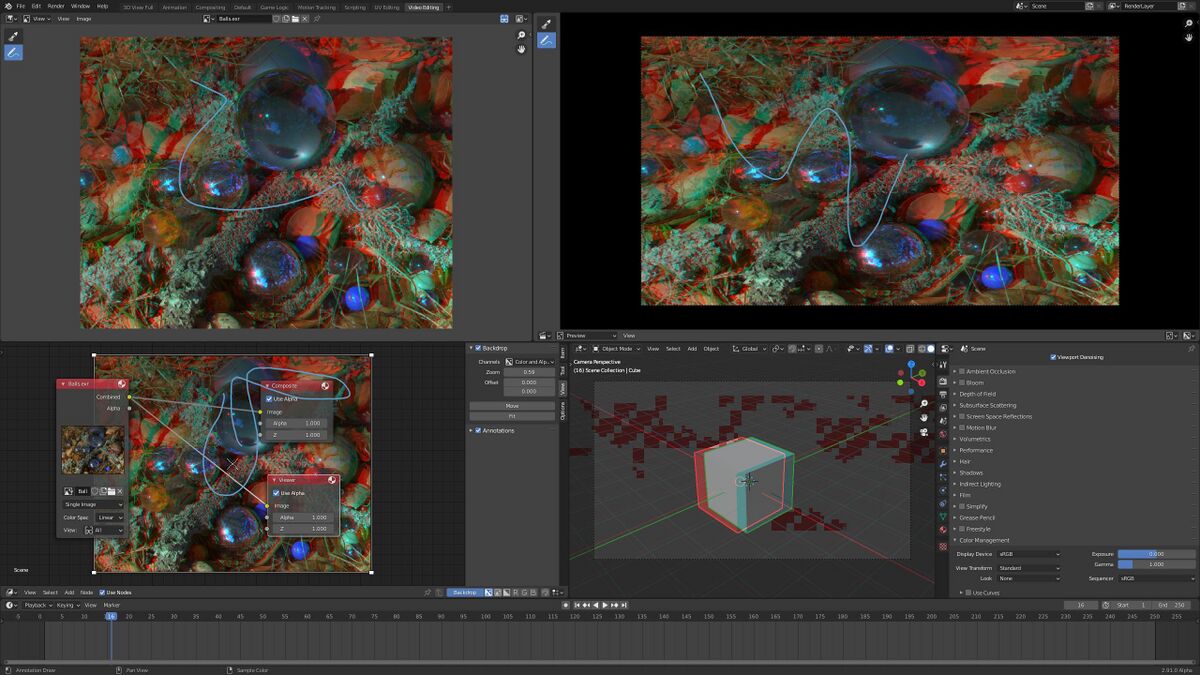 File Edit Render Window Help 3D View Full Animation Compositing Default Game Logic Motion Tracking Scripting UV Editing Video Editing + Scene RenderLayer
View View Image Balls.exr
Preview View
Backdrop
Channels Color and Alp...
Zoom 0.59
Offset 0.000
0.000
Move
Fit
Annotations
Item
Tool
View
Options
Balls.exr
Combined
Alpha
Ball
Single Image
Color Spac Linear
View: All
Composite
Use Alpha
Image
Alpha 1.000
Z 1.000
Viewer
Use Alpha
Image
Alpha 1.000
Z 1.000
Scene
View Select Add Node Use Nodes Backdrop R G B
Object Mode View Select Add Object Global
Camera Perspective
(16) Scene Collection | Cube
Scene
Viewport Denoising
Ambient Occlusion
Bloom
Depth of Field
Subsurface Scattering
Screen Space Reflections
Motion Blur
Volumetrics
Performance
Hair
Shadows
Indirect Lighting
Film
Simplify
Grease Pencil
Freestyle
Color Management
Display Device sRGB Exposure 0.000
Gamma 1.000
View Transform Standard
Look None Sequencer sRGB
Use Curves
Playback Keying View Marker 16 Start 1 End 250
-5 0 5 10 16 20 25 30 35 40 45 50 55 60 65 70 75 80 85 90 95 100 105 110 115 120 125 130 135 140 145 150 155 160 165 170 175 180 185 190 195 200 205 210 215 220 225 230 235 240 245 250 255
Annotation Draw Pan View Sample Color 2.91.0 Alpha